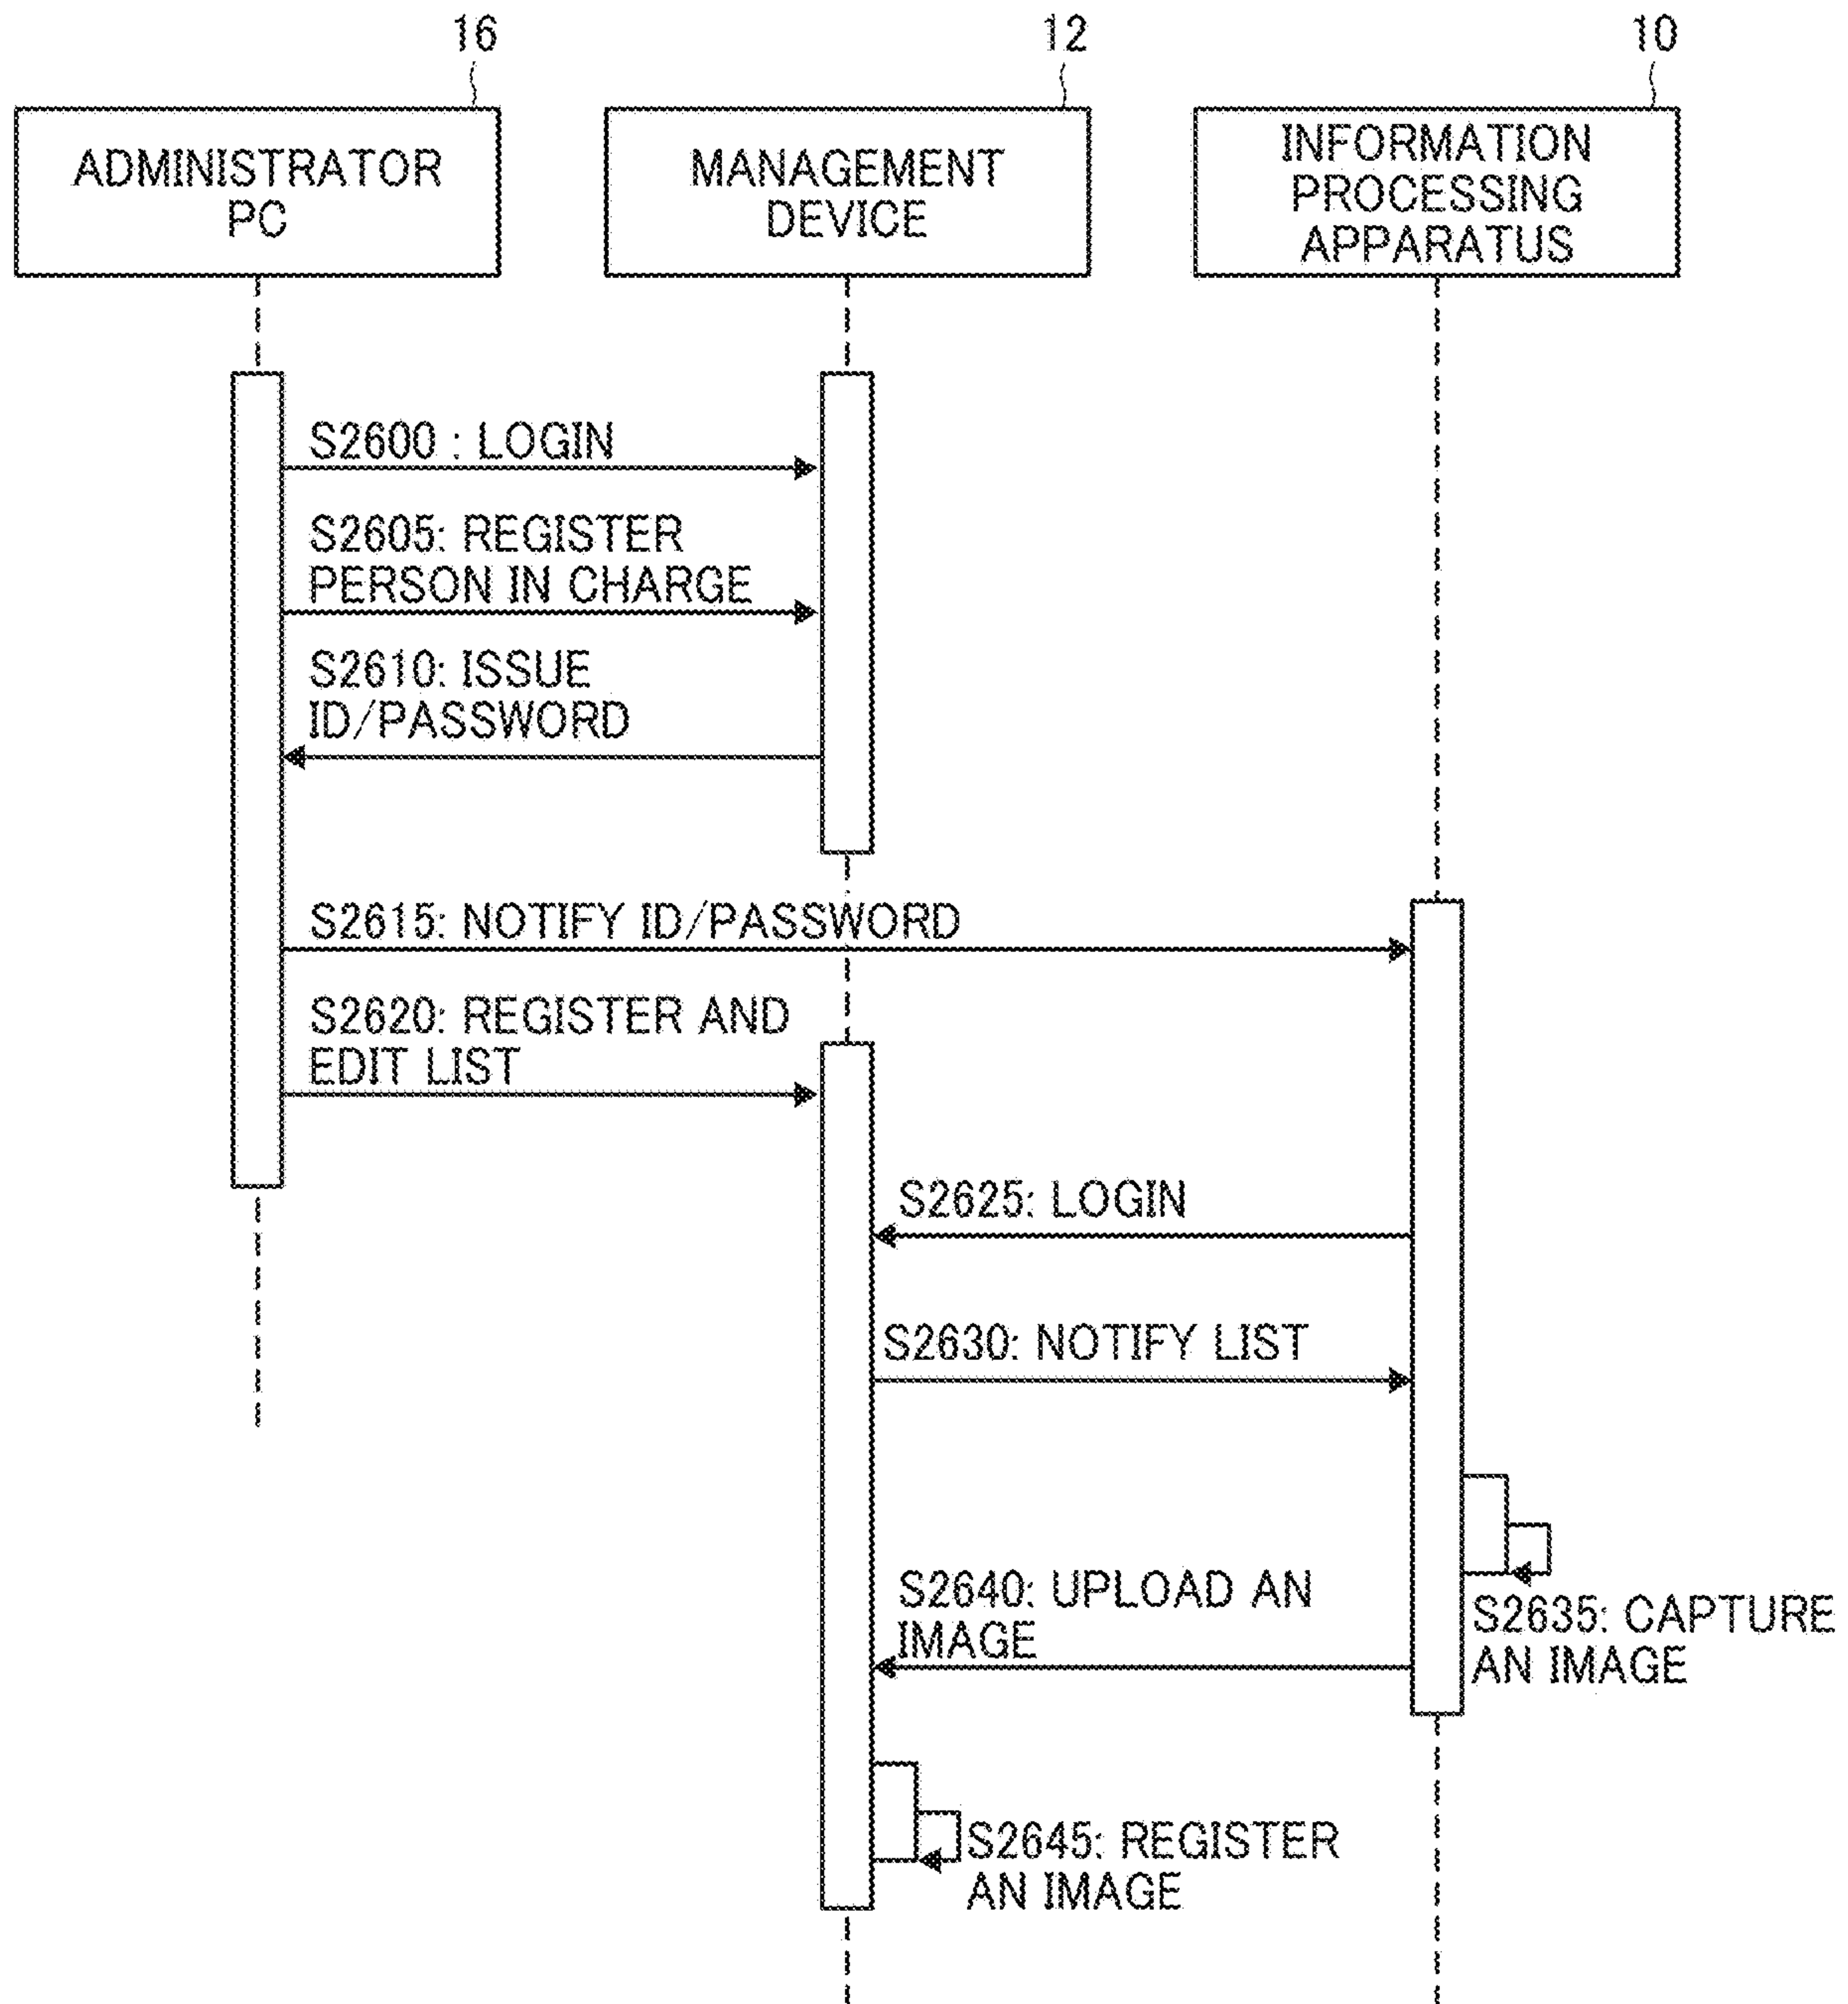 16
12
10
ADMINISTRATOR
PC
MANAGEMENT
DEVICE
INFORMATION
PROCESSING
APPARATUS
S2600 : LOGIN
S2605: REGISTER
PERSON IN CHARGE
S2610: ISSUE
ID/PASSWORD
S2615: NOTIFY ID/PASSWORD
S2620: REGISTER AND
EDIT LIST
S2625: LOGIN
S2630: NOTIFY LIST
S2635: CAPTURE
AN IMAGE
S2640: UPLOAD AN
IMAGE
S2645: REGISTER
AN IMAGE